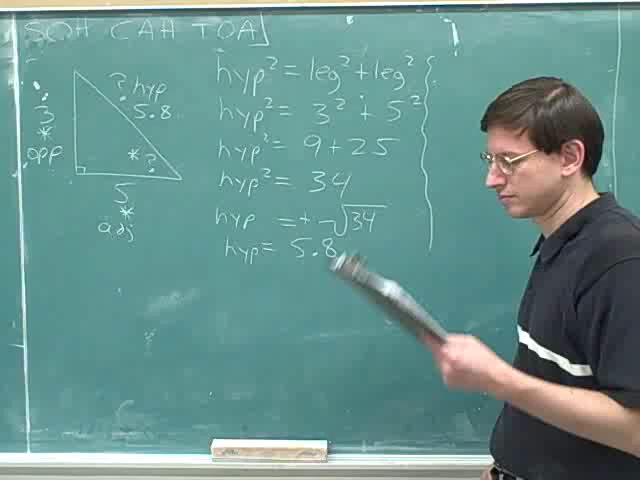 SOH CAH TOA
? hyp
5.8
3
*
opp
* ?
5
*
adj
hyp² = leg² + leg²
hyp² = 3² + 5²
hyp² = 9 + 25
hyp² = 34
hyp = + √34
hyp = 5.8